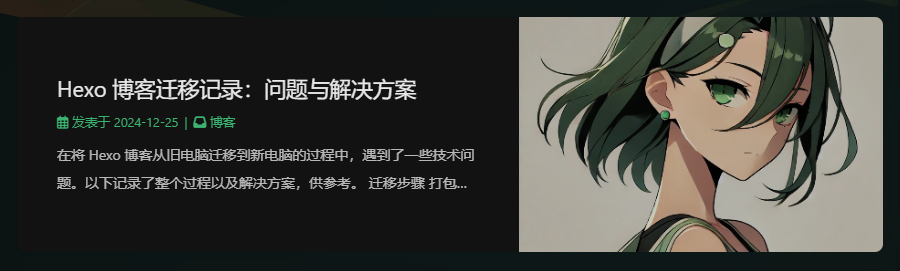 Hexo 博客迁移记录：问题与解决方案
发表于 2024-12-25 | 博客
在将 Hexo 博客从旧电脑迁移到新电脑的过程中，遇到了一些技术问
题。以下记录了整个过程以及解决方案，供参考。 迁移步骤 打包...